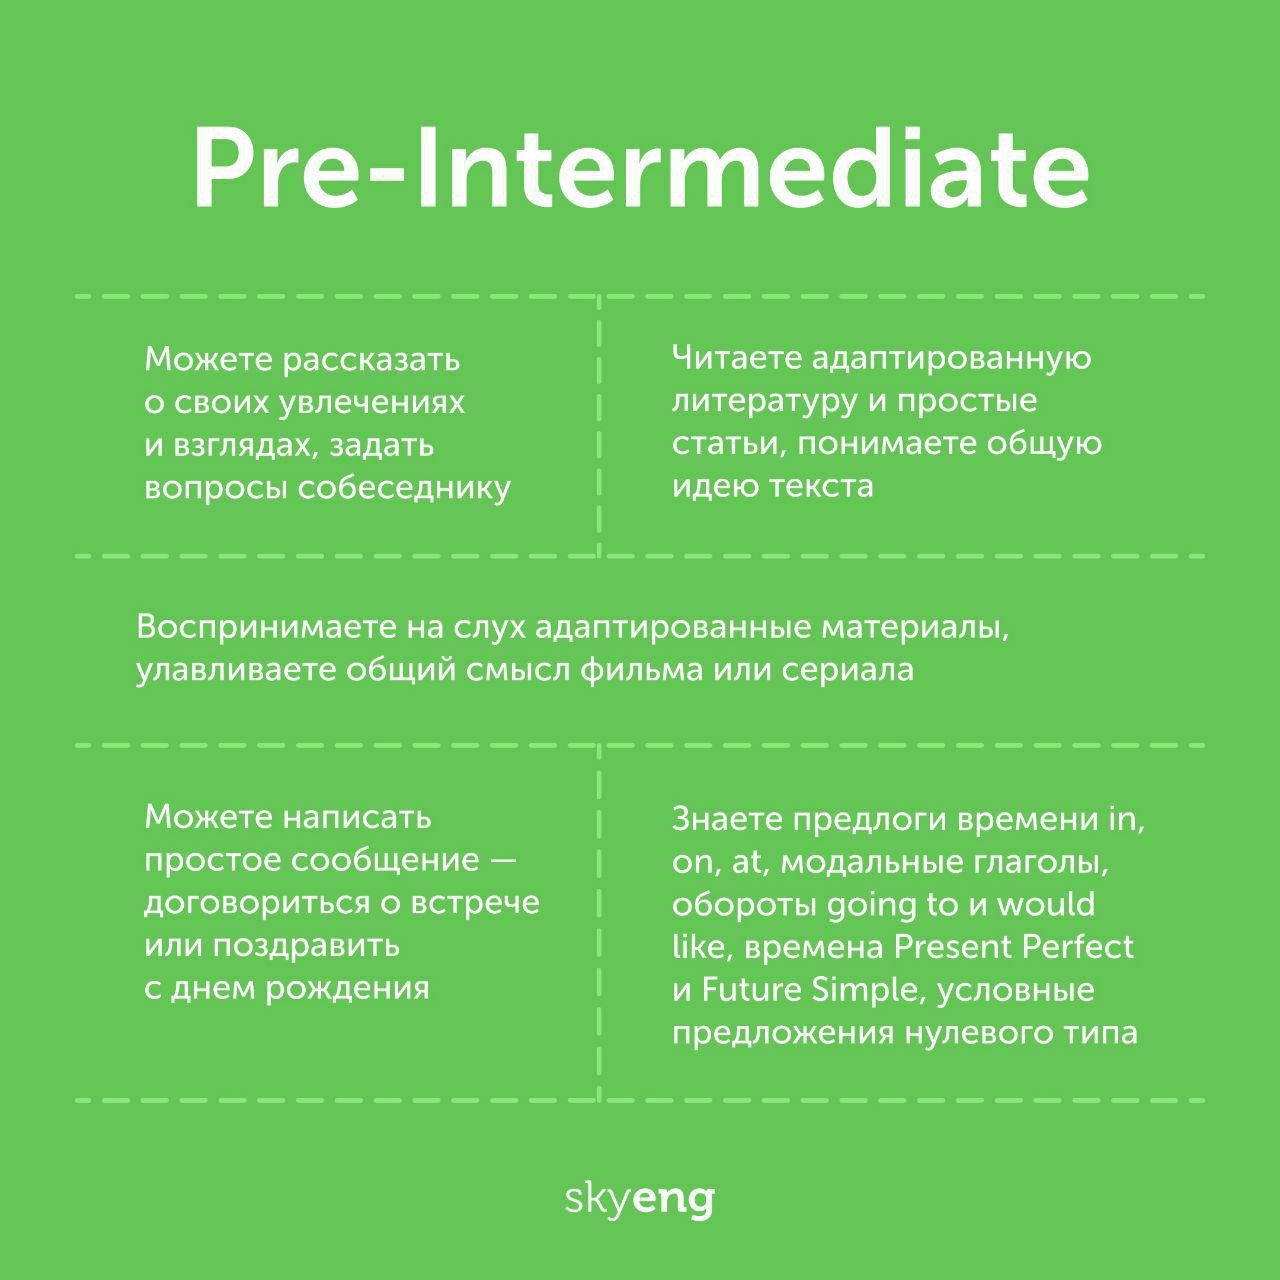 Pre-Intermediate
Можете рассказать
о своих увлечениях
и взглядах, задать
вопросы собеседнику
Читаете адаптированную
литературу и простые
статьи, понимаете общую
идею текста
Воспринимаете на слух адаптированные материалы,
улавливаете общий смысл фильма или сериала
Можете написать
простое сообщение —
договориться о встрече
или поздравить
с днем рождения
Знаете предлоги времени in,
on, at, модальные глаголы,
обороты going to и would
like, времена Present Perfect
и Future Simple, условные
предложения нулевого типа
skyeng